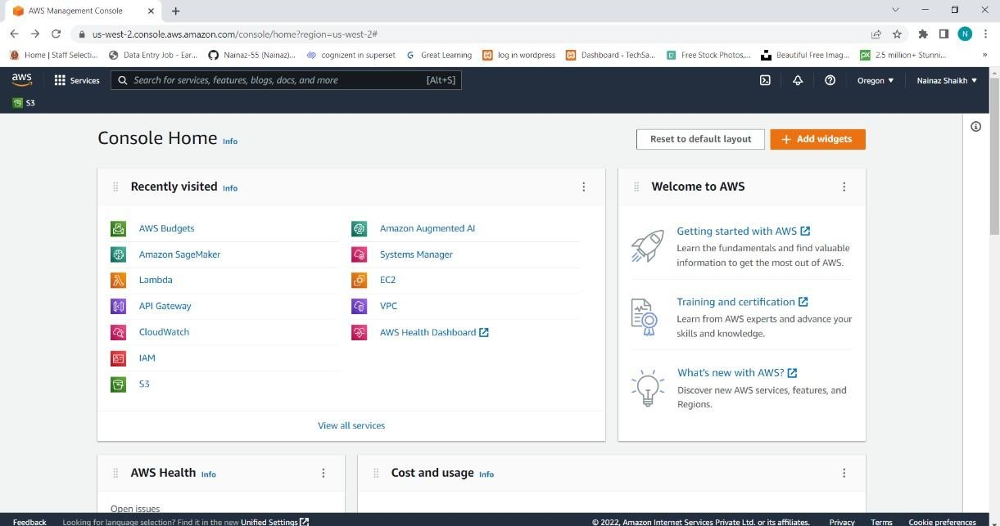 AWS Management Console
us-west-2.console.aws.amazon.com/console/home?region=us-west-2#
N
Home | Staff Selecti...
Data Entry Job - Ear...
Nainaz-55 (Nainaz)...
cognizent in superset
Great Learning
log in wordpress
Dashboard ‹ TechSa...
Free Stock Photos,...
Beautiful Free Imag...
2.5 million+ Stunni...
»
aws
Services
Search for services, features, blogs, docs, and more
[Alt+S]
Oregon
Nainaz Shaikh
S3
Console Home Info
Reset to default layout
+ Add widgets
Recently visited Info
AWS Budgets
Amazon SageMaker
Lambda
API Gateway
CloudWatch
IAM
S3
Amazon Augmented AI
Systems Manager
EC2
VPC
AWS Health Dashboard
View all services
Welcome to AWS
Getting started with AWS
Learn the fundamentals and find valuable
information to get the most out of AWS.
Training and certification
Learn from AWS experts and advance your
skills and knowledge.
What's new with AWS?
Discover new AWS services, features, and
Regions.
AWS Health Info
Open issues
Cost and usage Info
Feedback
Looking for language selection? Find it in the new Unified Settings
© 2022, Amazon Internet Services Private Ltd. or its affiliates.
Privacy
Terms
Cookie preferences